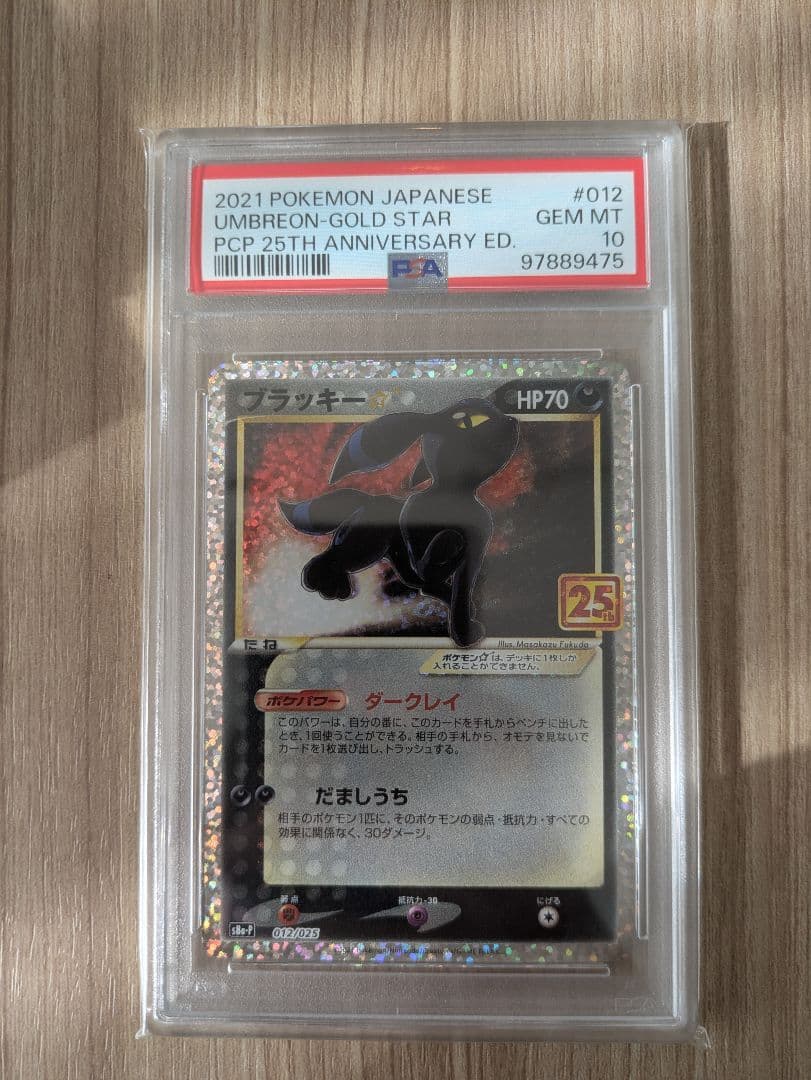 2021 POKEMON JAPANESE #012
UMBREON-GOLD STAR GEM MT
PCP 25TH ANNIVERSARY ED. 10
PSA 97889475
ブラッキー☆ HP70
25th
たね
Illus. Masakazu Fukuda
ポケモン☆は、デッキに1枚しか
入れることができません。
ポケパワー ダークレイ
このパワーは、自分の番に、このカードを手札からベンチに出した
とき、1回使うことができる。相手の手札から、オモテを見ないで
カードを1枚選び出し、トラッシュする。
だましうち
相手のポケモン1匹に、そのポケモンの弱点・抵抗力・すべての
効果に関係なく、30ダメージ。
弱点 抵抗力-30 にげる
s8a-P 012/025